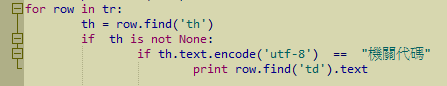 for row in tr:
th = row.find('th')
if th is not None:
if th.text.encode('utf-8') == "機關代碼"
print row.find('td').text